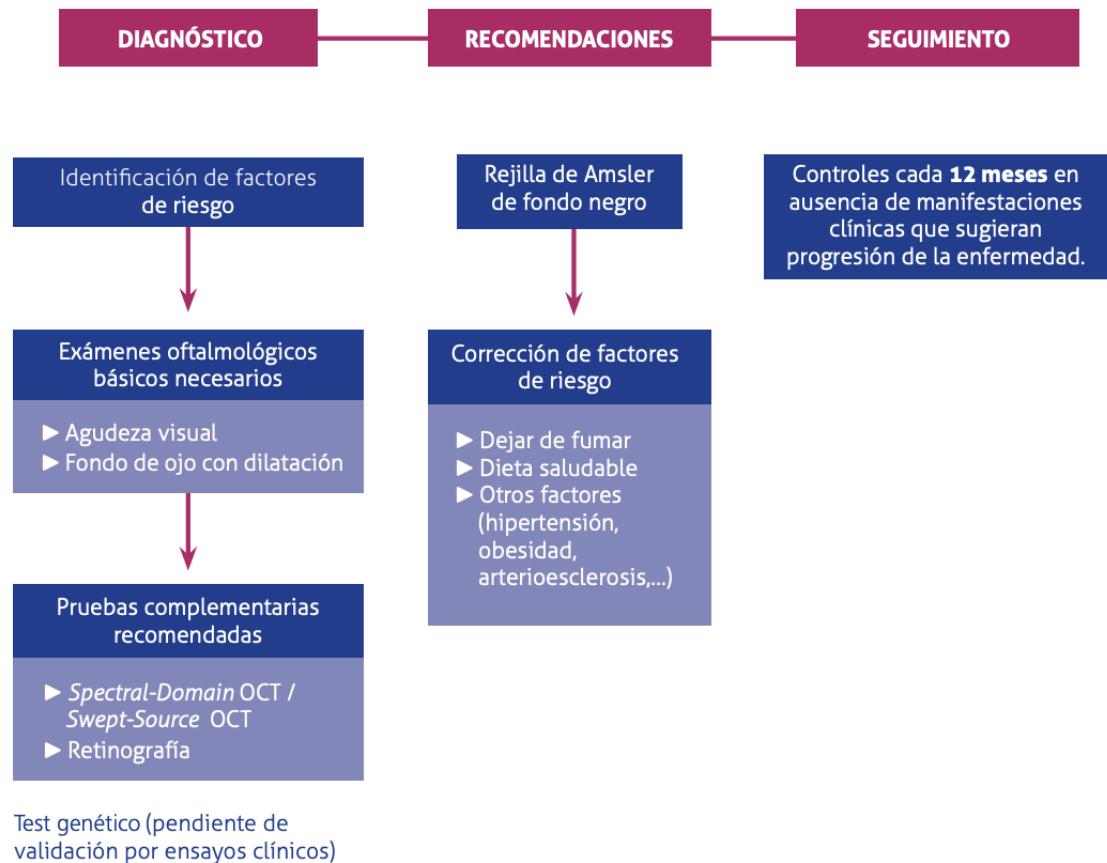 DIAGNÓSTICO
RECOMENDACIONES
SEGUIMIENTO
Identificación de factores
de riesgo
Exámenes oftalmológicos
básicos necesarios
► Agudeza visual
► Fondo de ojo con dilatación
Pruebas complementarias
recomendadas
► Spectral-Domain OCT /
Swept-Source OCT
► Retinografía
Test genético (pendiente de
validación por ensayos clínicos)
Rejilla de Amsler
de fondo negro
Corrección de factores
de riesgo
► Dejar de fumar
► Dieta saludable
► Otros factores
(hipertensión,
obesidad,
arterioesclerosis,...)
Controles cada 12 meses en
ausencia de manifestaciones
clínicas que sugieran
progresión de la enfermedad.